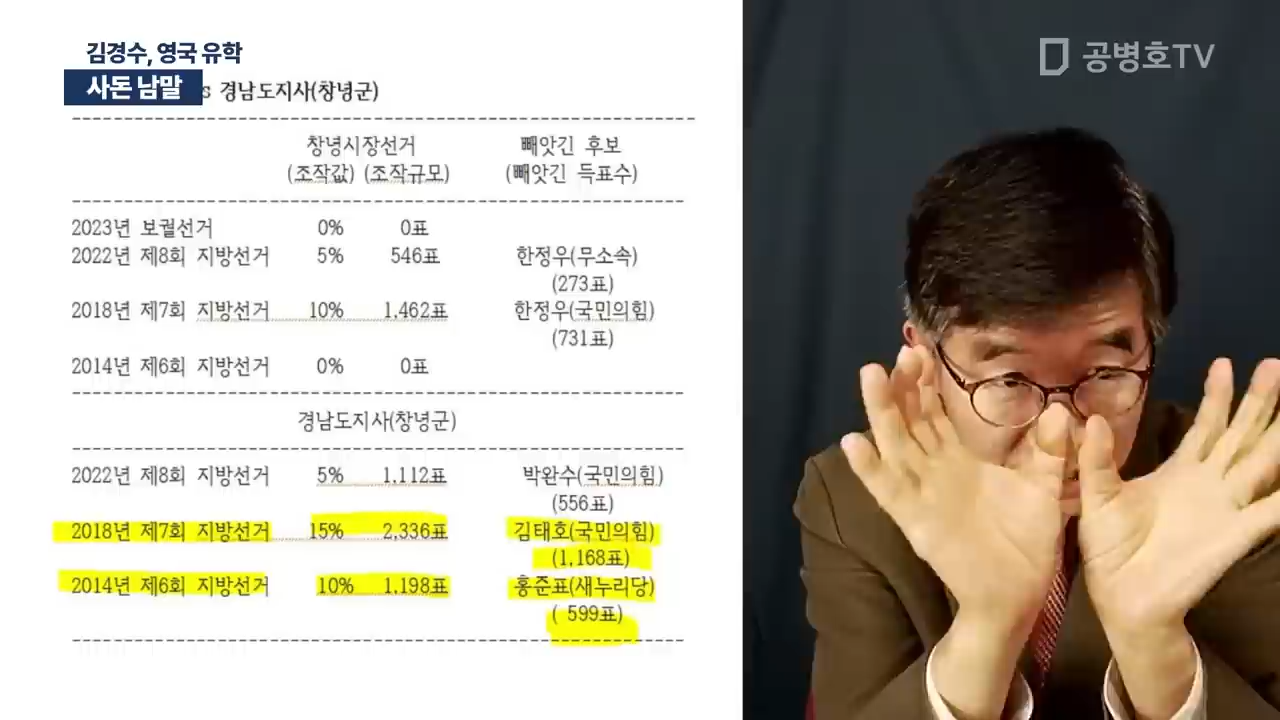 김경수, 영국 유학
사돈 남말
s 경남도지사(창녕군)
공병호TV
창녕시장선거 빼앗긴 후보
(조작값) (조작규모) (빼앗긴 득표수)
2023년 보궐선거 0% 0표
2022년 제8회 지방선거 5% 546표 한정우(무소속)
(273표)
2018년 제7회 지방선거 10% 1,462표 한정우(국민의힘)
(731표)
2014년 제6회 지방선거 0% 0표
경남도지사(창녕군)
2022년 제8회 지방선거 5% 1,112표 박완수(국민의힘)
(556표)
2018년 제7회 지방선거 15% 2,336표 김태호(국민의힘)
(1,168표)
2014년 제6회 지방선거 10% 1,198표 홍준표(새누리당)
( 599표)